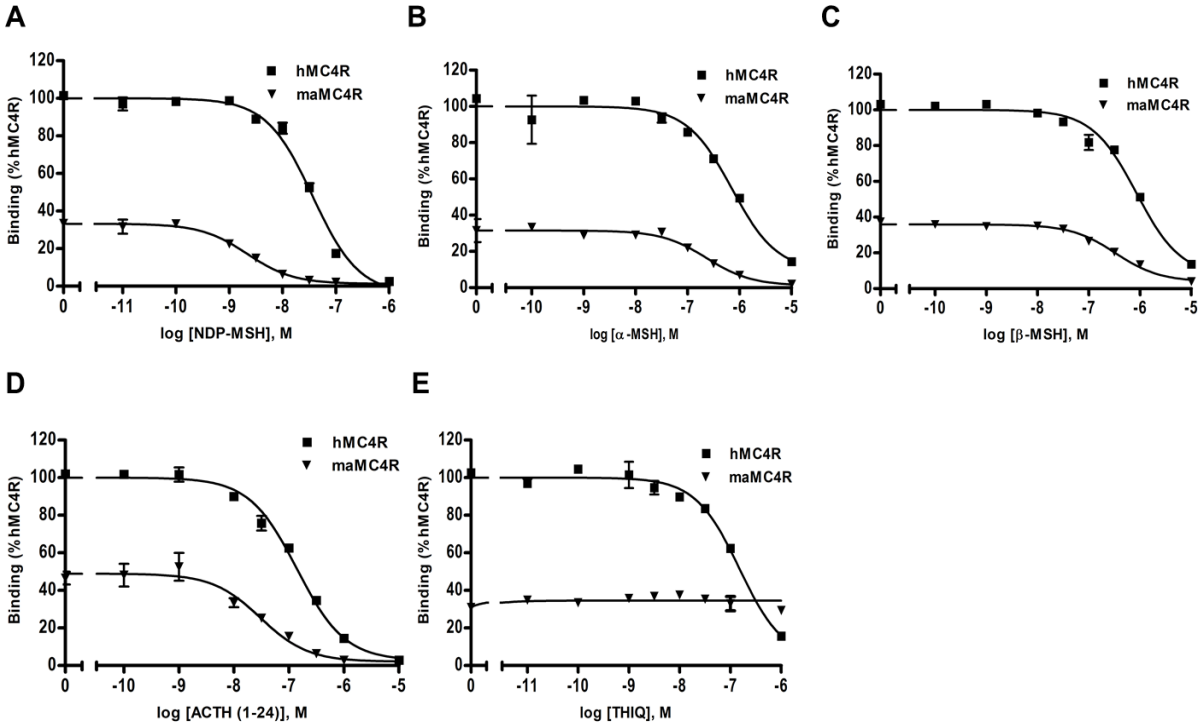 A
120
100
80
60
40
20
0
Binding (%hMC4R)
hMC4R
maMC4R
0 -11 -10 -9 -8 -7 -6
log [NDP-MSH], M
B
120
100
80
60
40
20
0
Binding (%hMC4R)
hMC4R
maMC4R
0 -10 -9 -8 -7 -6 -5
log [α-MSH], M
C
120
100
80
60
40
20
0
Binding (%hMC4R)
hMC4R
maMC4R
0 -10 -9 -8 -7 -6 -5
log [β-MSH], M
D
120
100
80
60
40
20
0
Binding (%hMC4R)
hMC4R
maMC4R
0 -10 -9 -8 -7 -6 -5
log [ACTH (1-24)], M
E
120
100
80
60
40
20
0
Binding (%hMC4R)
hMC4R
maMC4R
0 -11 -10 -9 -8 -7 -6
log [THIQ], M